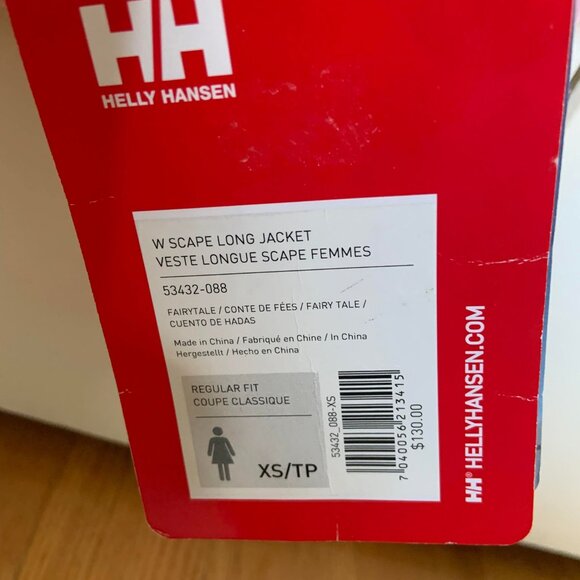 HH
HELLY HANSEN
W SCAPE LONG JACKET
VESTE LONGUE SCAPE FEMMES
53432-088
FAIRYTALE / CONTE DE FÉES / FAIRY TALE /
CUENTO DE HADAS
Made in China / Fabriqué en Chine / In China
Hergestellt / Hecho en China
REGULAR FIT
COUPE CLASSIQUE
XS/TP
53432_088-XS
7 040056 213415
$130.00
HH® HELLYHANSEN.COM